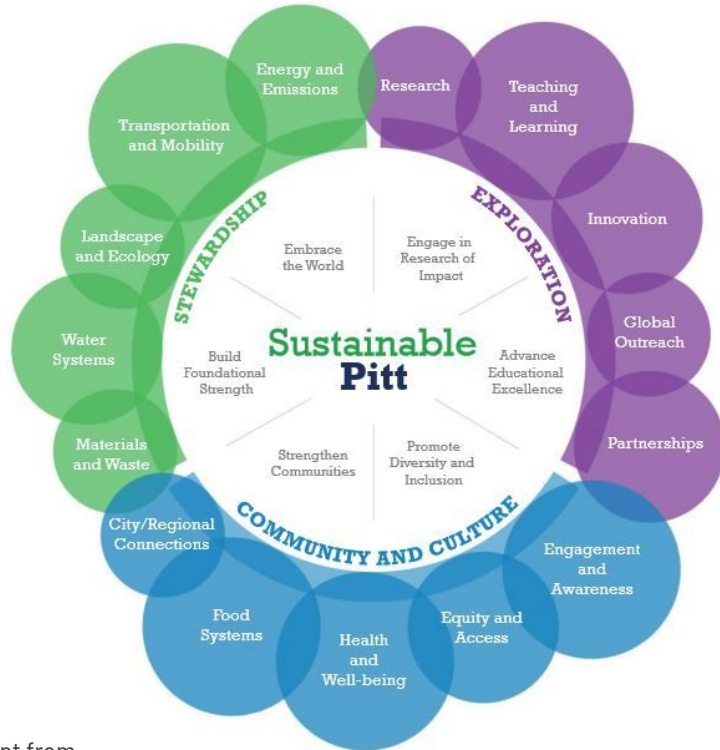 Energy and
Emissions
Research
Teaching
and
Learning
Transportation
and Mobility
Innovation
Landscape
and Ecology
Global
Outreach
Water
Systems
Partnerships
Materials
and Waste
City/Regional
Connections
Engagement
and
Awareness
Food
Systems
Equity and
Access
Health
and
Well-being
STEWARDSHIP
EXPLORATION
COMMUNITY AND CULTURE
Embrace
the World
Engage in
Research of
Impact
Build
Foundational
Strength
Sustainable
Pitt
Advance
Educational
Excellence
Strengthen
Communities
Promote
Diversity and
Inclusion